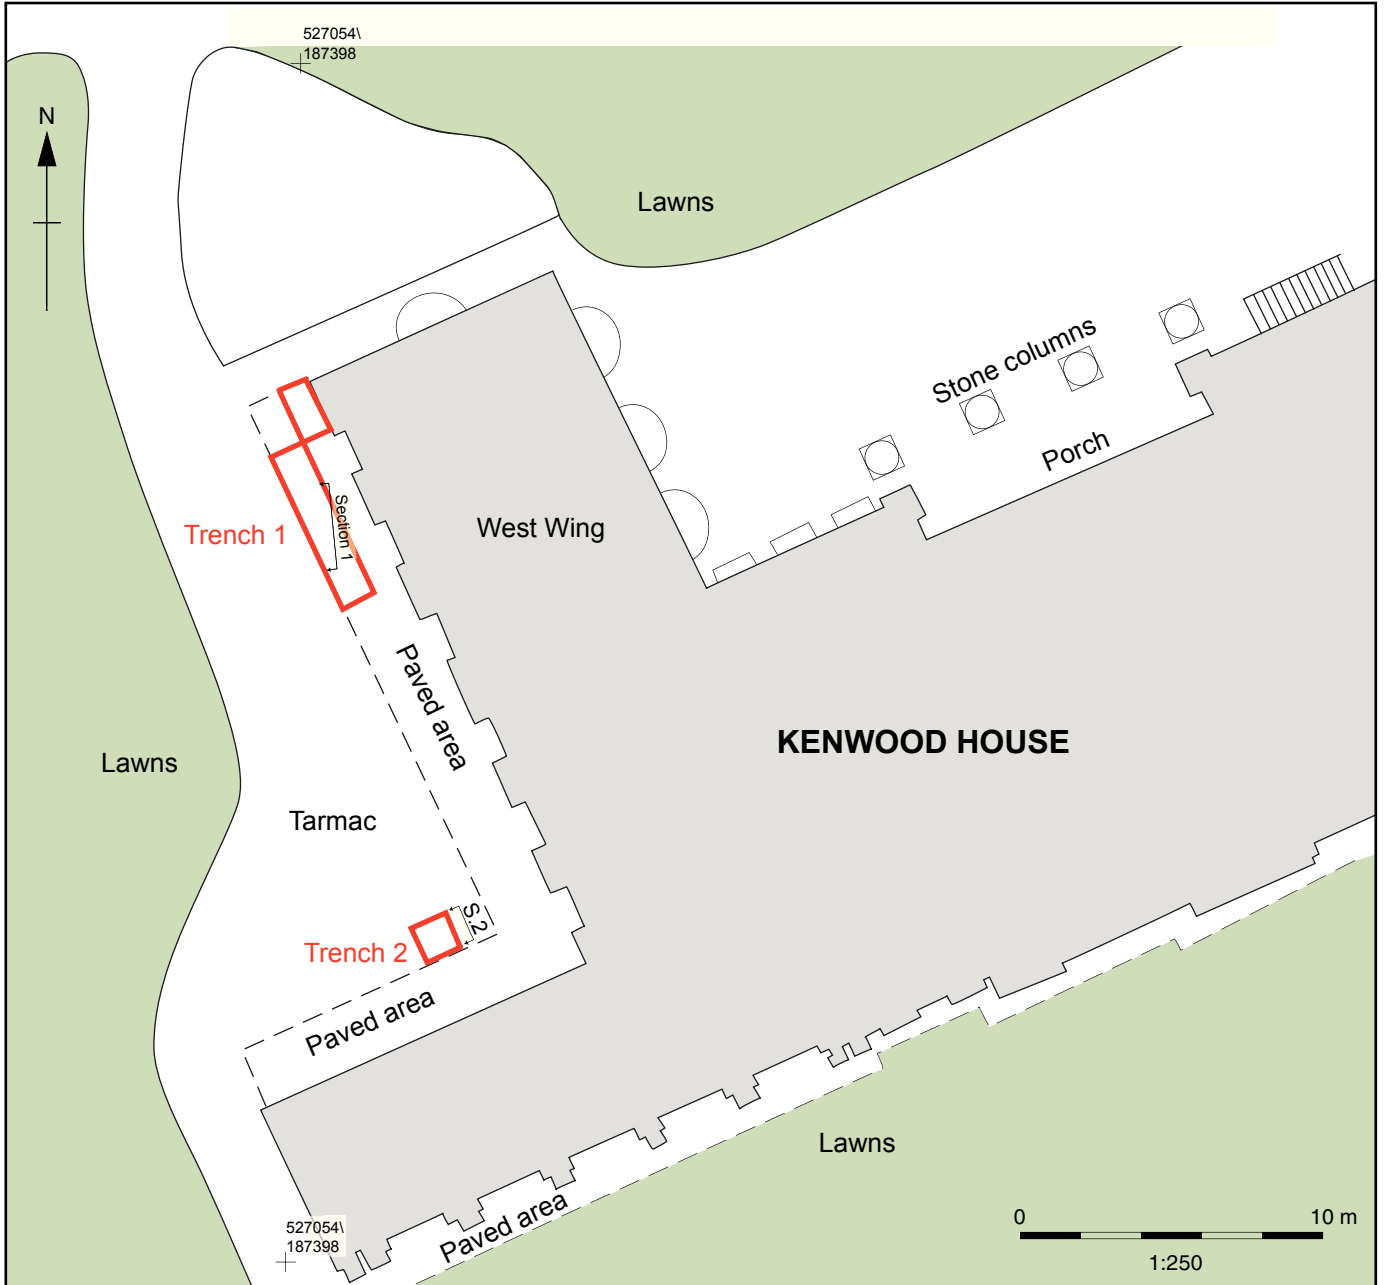 527054\
187398
N
Lawns
Stone columns
Porch
Section 1
Trench 1
West Wing
Paved area
KENWOOD HOUSE
Lawns
Tarmac
S.2
Trench 2
Paved area
Lawns
Paved area
527054\
187398
0 10 m
1:250